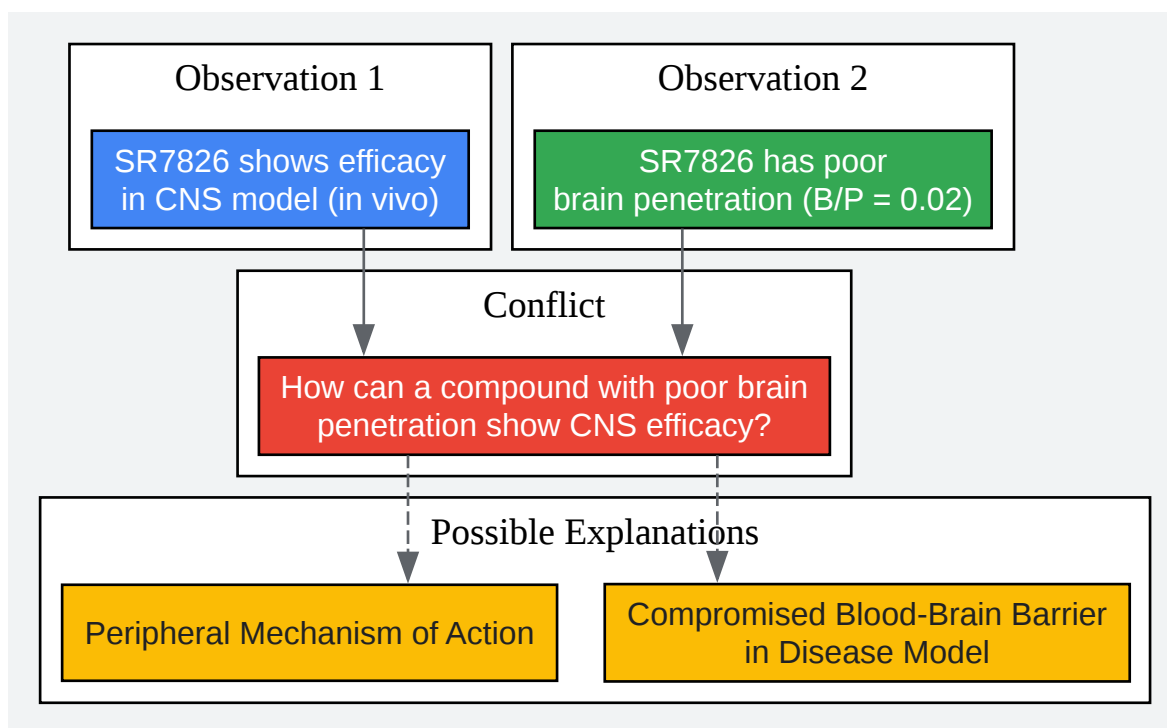 Observation 1
Observation 2
SR7826 shows efficacy
in CNS model (in vivo)
SR7826 has poor
brain penetration (B/P = 0.02)
Conflict
How can a compound with poor brain
penetration show CNS efficacy?
Possible Explanations
Peripheral Mechanism of Action
Compromised Blood-Brain Barrier
in Disease Model